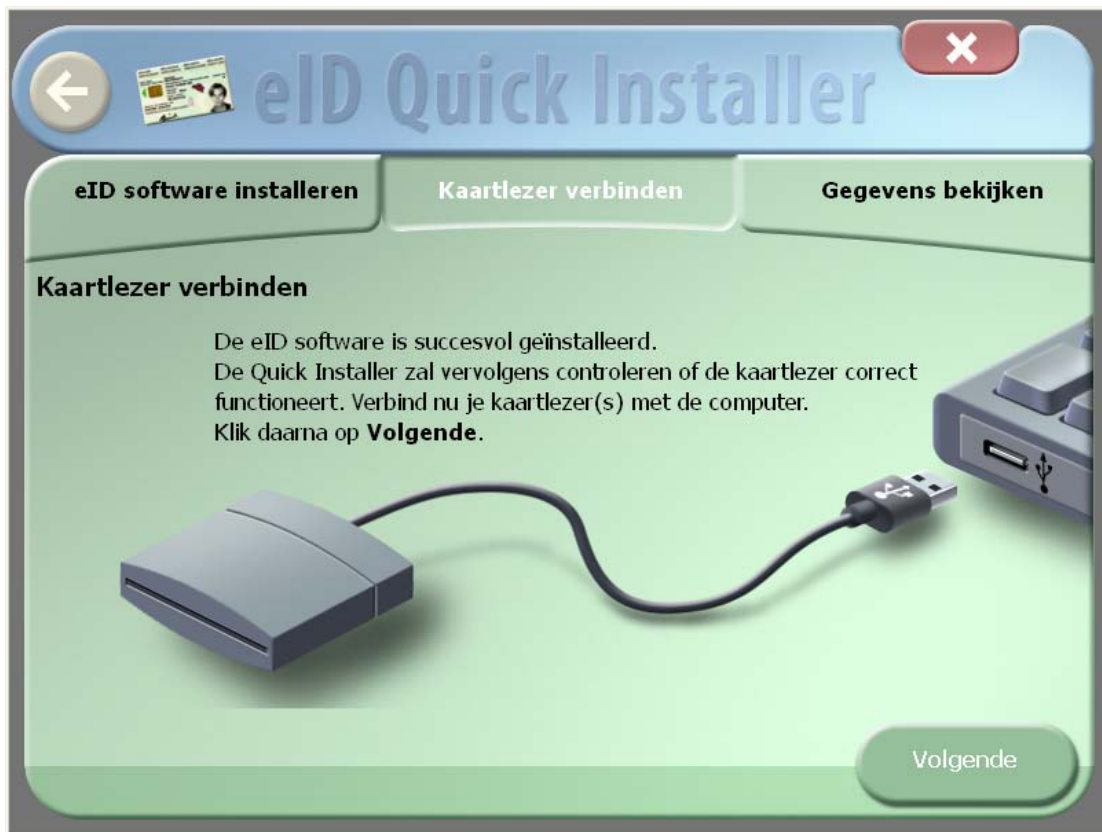 eID Quick Installer
eID software installeren
Kaartlezer verbinden
Gegevens bekijken
Kaartlezer verbinden
De eID software is succesvol geïnstalleerd.
De Quick Installer zal vervolgens controleren of de kaartlezer correct
functioneert. Verbind nu je kaartlezer(s) met de computer.
Klik daarna op Volgende.
Volgende